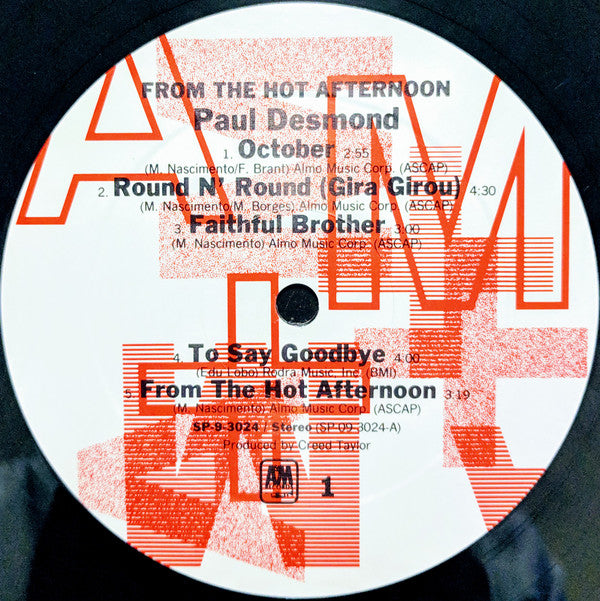 A M
+
FROM THE HOT AFTERNOON
Paul Desmond
1. October 2:55
(M. Nascimento/F. Brant) Almo Music Corp. (ASCAP)
2. Round N' Round (Gira Girou) 4:30
(M. Nascimento/M. Borges) Almo Music Corp. (ASCAP)
3. Faithful Brother 3:00
(M. Nascimento) Almo Music Corp. (ASCAP)
4. To Say Goodbye 4:00
(Edu Lobo) Rodra Music, Inc. (BMI)
5. From The Hot Afternoon 3:19
(M. Nascimento) Almo Music Corp. (ASCAP)
SP-9-3024 / Stereo (SP-09-3024-A)
Produced by Creed Taylor
A&M
1